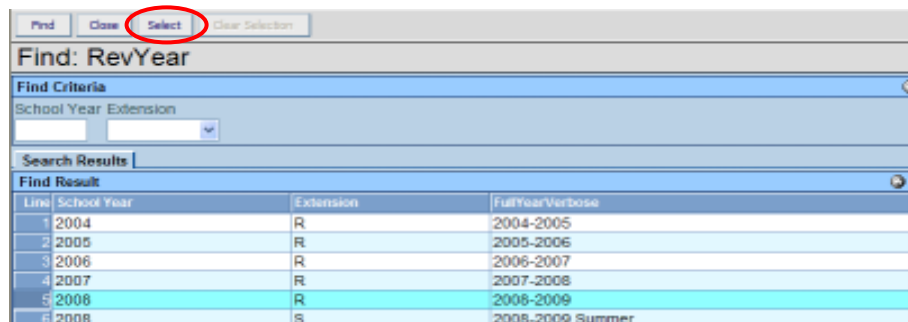 Find Close Select Clear Selection
Find: RevYear
Find Criteria
School Year Extension
Search Results
Find Result
Line School Year Extension FullYearVerbose
1 2004 R 2004-2005
2 2005 R 2005-2006
3 2006 R 2006-2007
4 2007 R 2007-2008
5 2008 R 2008-2009
6 2008 S 2008-2009 Summer